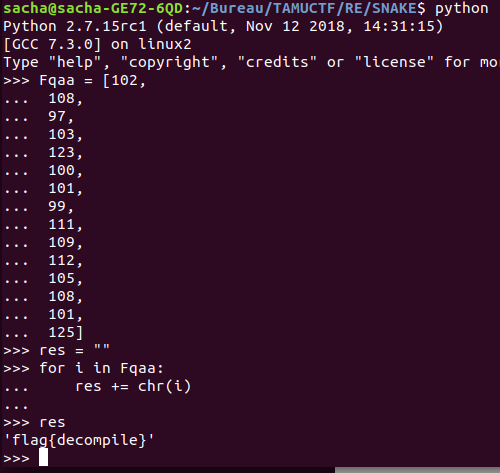 sacha@sacha-GE72-6QD:~/Bureau/TAMUCTF/RE/SNAKE$ python
Python 2.7.15rc1 (default, Nov 12 2018, 14:31:15)
[GCC 7.3.0] on linux2
Type "help", "copyright", "credits" or "license" for mor
>>> Fqaa = [102,
...  108,
...  97,
...  103,
...  123,
...  100,
...  101,
...  99,
...  111,
...  109,
...  112,
...  105,
...  108,
...  101,
...  125]
>>> res = ""
>>> for i in Fqaa:
...     res += chr(i)
...
>>> res
'flag{decompile}'
>>>